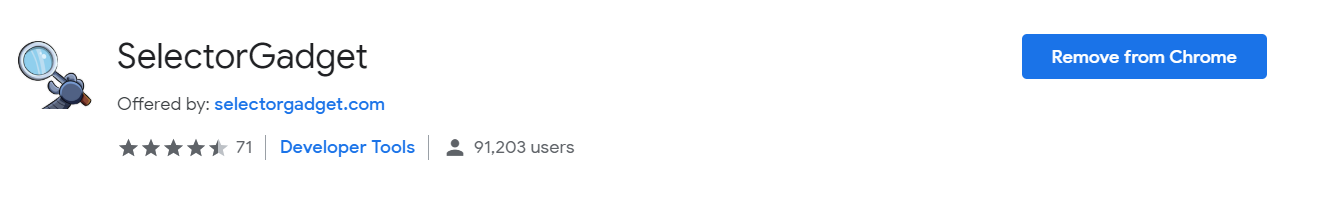 SelectorGadget
Remove from Chrome
Offered by: selectorgadget.com
71
Developer Tools
91,203 users